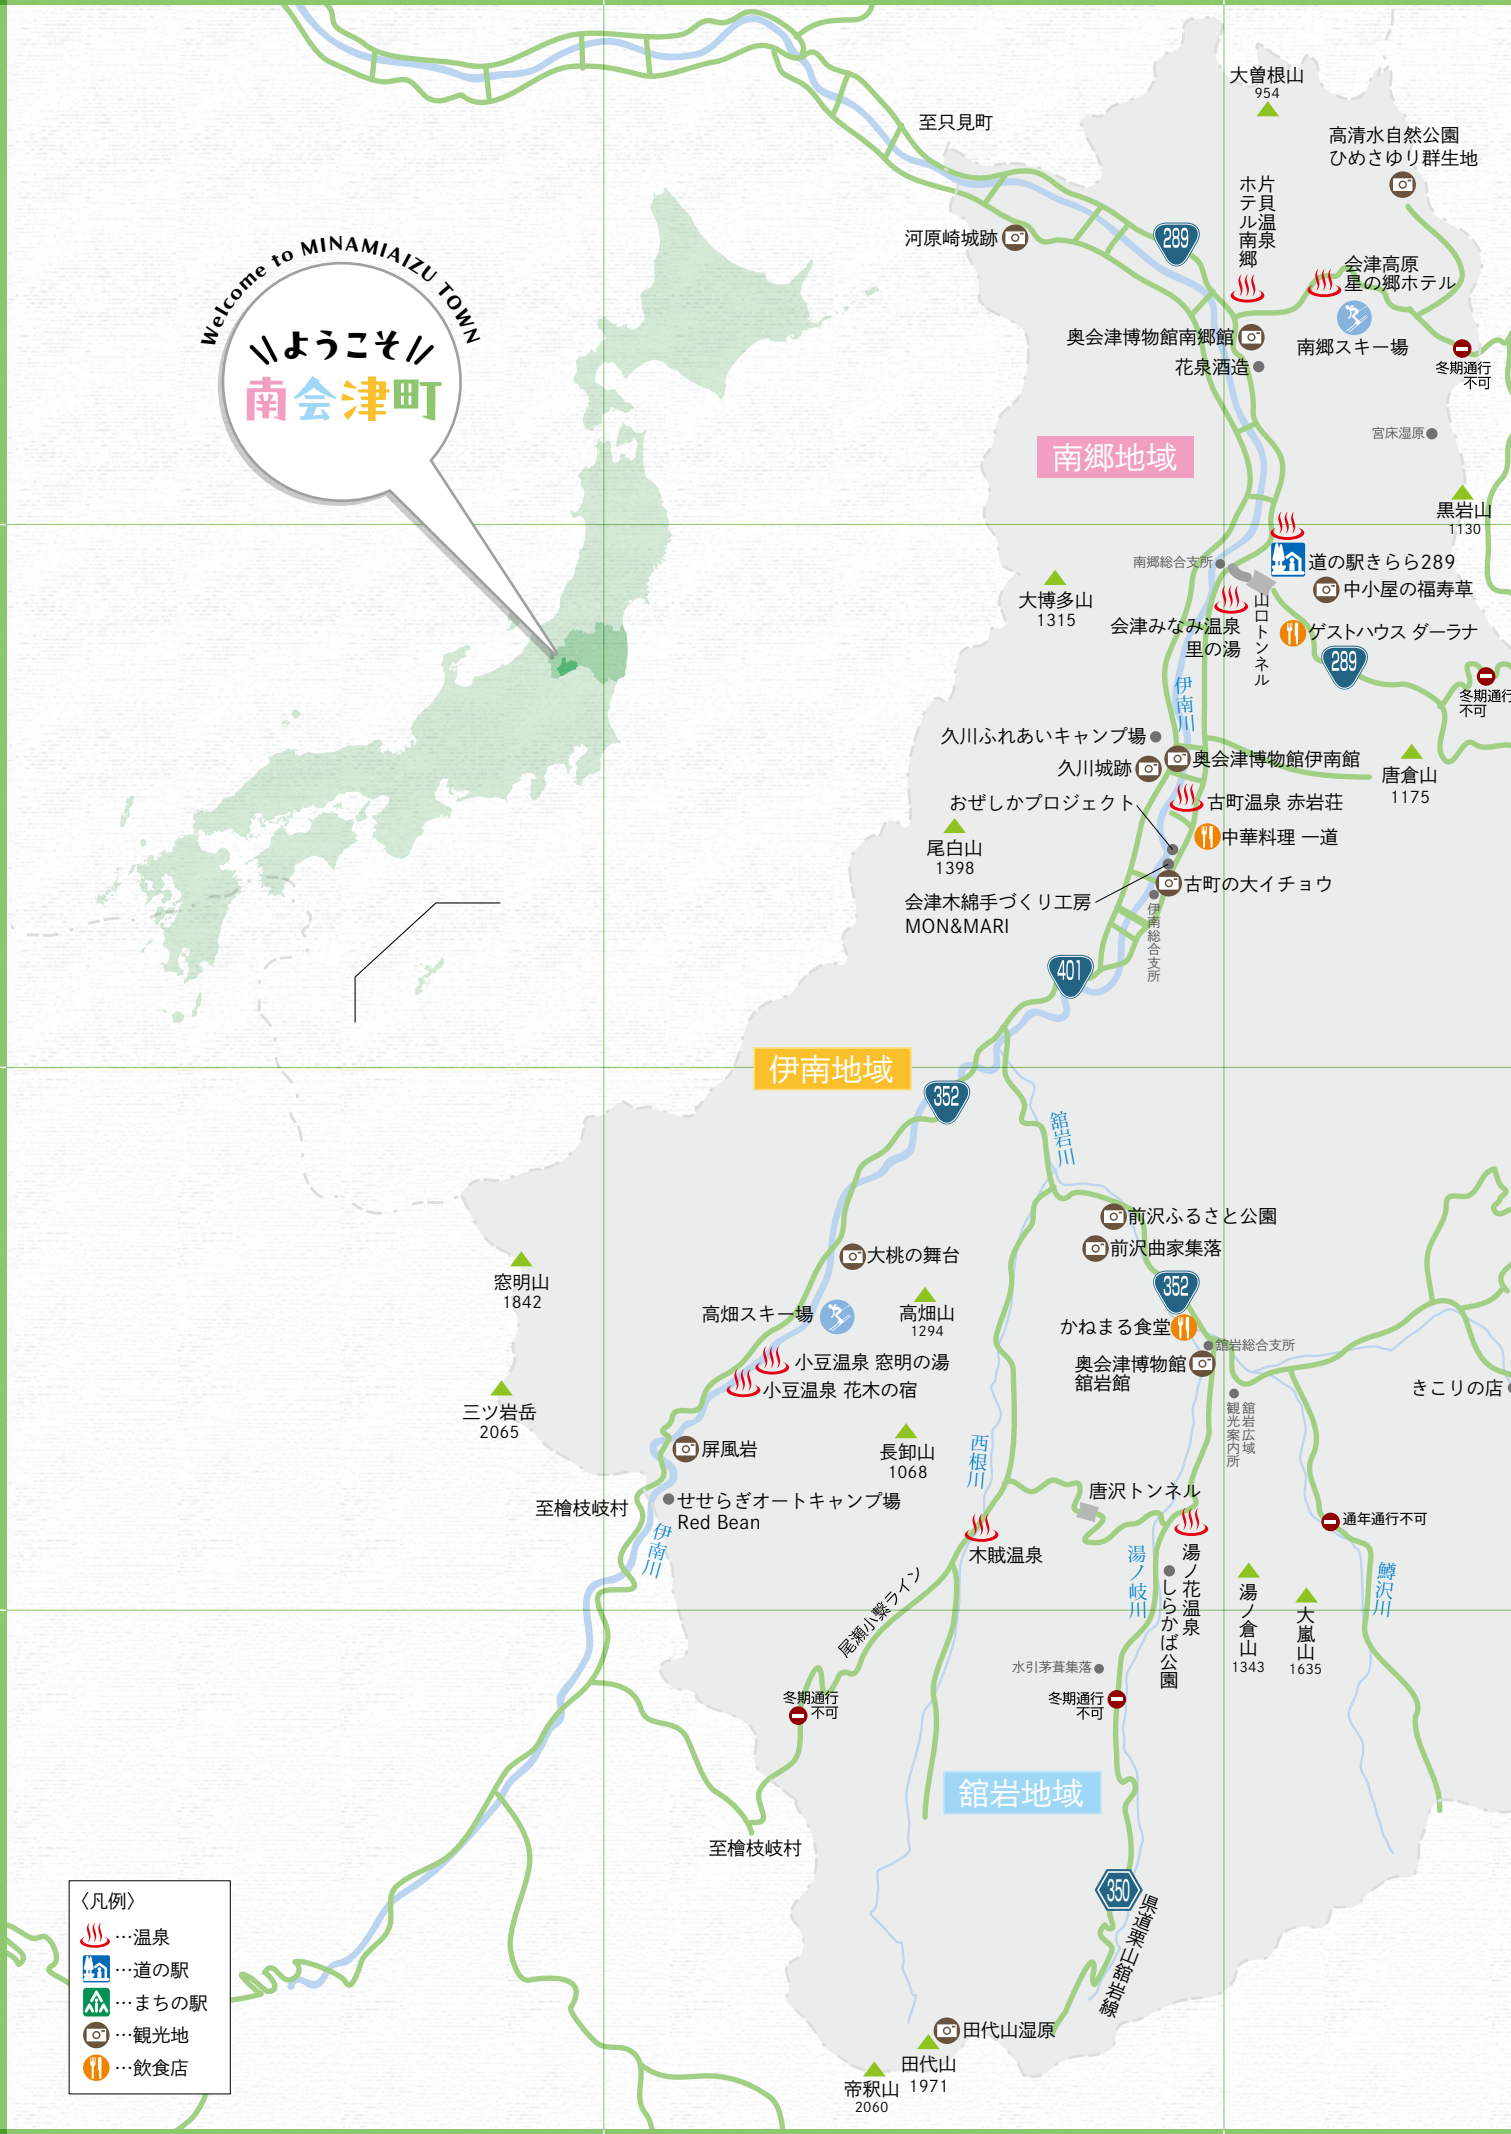 Welcome to MINAMIAIZU TOWN
ようこそ
南会津町
至只見町
大曽根山
954
高清水自然公園
ひめさゆり群生地
片貝温泉
ホテル南郷
河原崎城跡
289
会津高原
星の郷ホテル
奥会津博物館南郷館
花泉酒造
南郷スキー場
冬期通行
不可
宮床湿原
南郷地域
黒岩山
1130
南郷総合支所
道の駅きらら289
中小屋の福寿草
大博多山
1315
会津みなみ温泉
里の湯
山口トンネル
ゲストハウス ダーラナ
289
伊南川
冬期通行
不可
久川ふれあいキャンプ場
久川城跡
奥会津博物館伊南館
唐倉山
1175
おぜしかプロジェクト
古町温泉 赤岩荘
尾白山
1398
中華料理 一道
古町の大イチョウ
会津木綿手づくり工房
MON&MARI
伊南総合支所
401
伊南地域
352
舘岩川
前沢ふるさと公園
前沢曲家集落
大桃の舞台
窓明山
1842
352
高畑スキー場
高畑山
1294
かねまる食堂
舘岩総合支所
奥会津博物館
舘岩館
小豆温泉 窓明の湯
小豆温泉 花木の宿
きこりの店
三ツ岩岳
2065
舘岩広域
観光案内所
屏風岩
長卸山
1068
西根川
唐沢トンネル
せせらぎオートキャンプ場
Red Bean
至檜枝岐村
伊南川
通年通行不可
木賊温泉
湯ノ岐川
湯ノ花温泉
しらかば公園
湯ノ倉山
1343
大嵐山
1635
鱒沢川
尾瀬小繋ライン
水引茅葺集落
冬期通行
不可
冬期通行
不可
舘岩地域
至檜枝岐村
350
県道栗山舘岩線
田代山湿原
田代山
1971
帝釈山
2060
〈凡例〉
…温泉
…道の駅
…まちの駅
…観光地
…飲食店